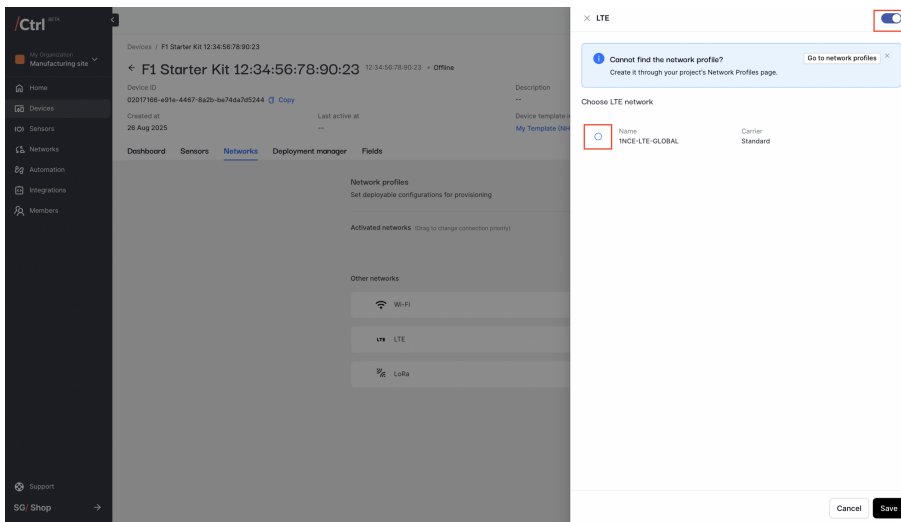 /Ctrl BETA
My Organization
Manufacturing site
Home
Devices
Sensors
Networks
Automation
Integrations
Members
Support
SG/ Shop
Devices / F1 Starter Kit 12:34:56:78:90:23
F1 Starter Kit 12:34:56:78:90:23 12:34:56:78:90:23 Offline
Device ID
02017166-e91e-4467-8a2b-be74da7d5244 Copy
Description
--
Created at
26 Aug 2025
Last active at
--
Device template
My Template (NH
Dashboard Sensors Networks Deployment manager Fields
Network profiles
Set deployable configurations for provisioning
Activated networks (Drag to change connection priority)
Other networks
Wi-Fi
LTE LTE
LoRa
LTE
Cannot find the network profile?
Create it through your project's Network Profiles page.
Go to network profiles
Choose LTE network
Name
1NCE-LTE-GLOBAL
Carrier
Standard
Cancel
Save